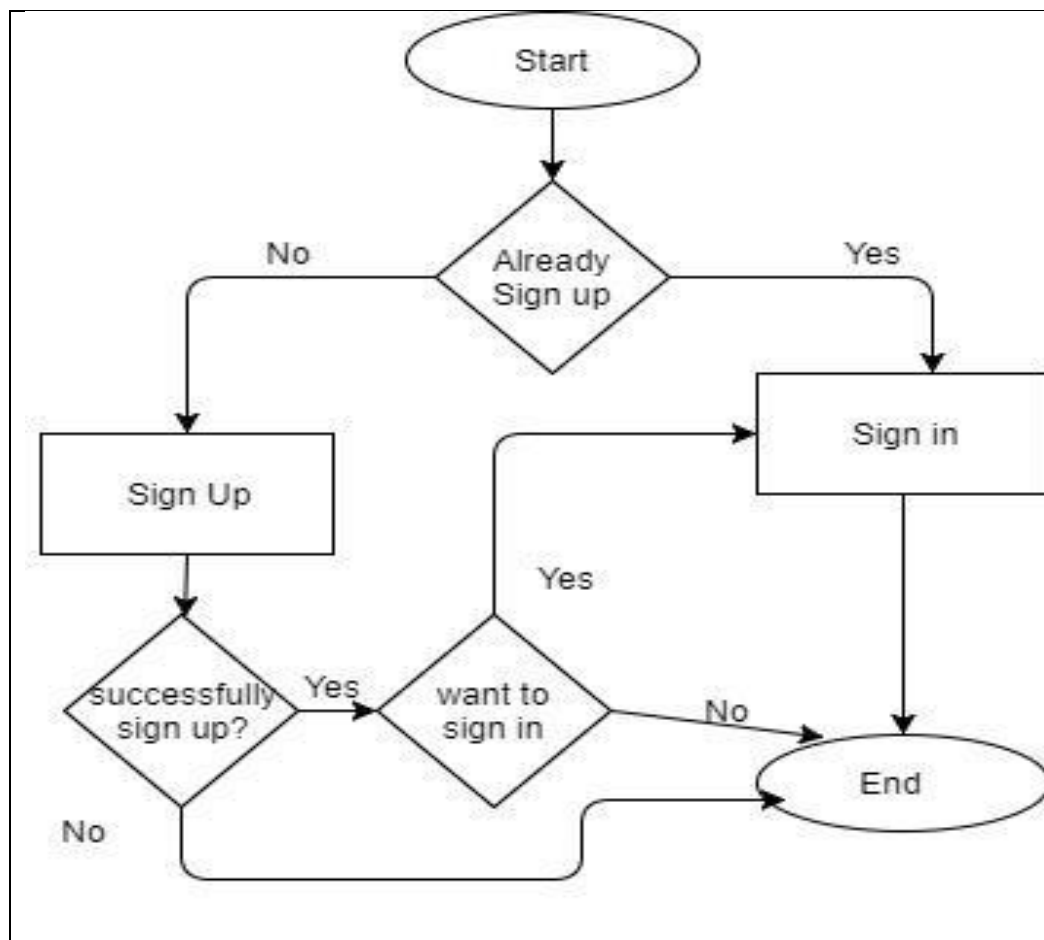 Start
No
Yes
Already
Sign up
Sign in
Sign Up
Yes
successfully
sign up?
Yes
want to
sign in
No
End
No